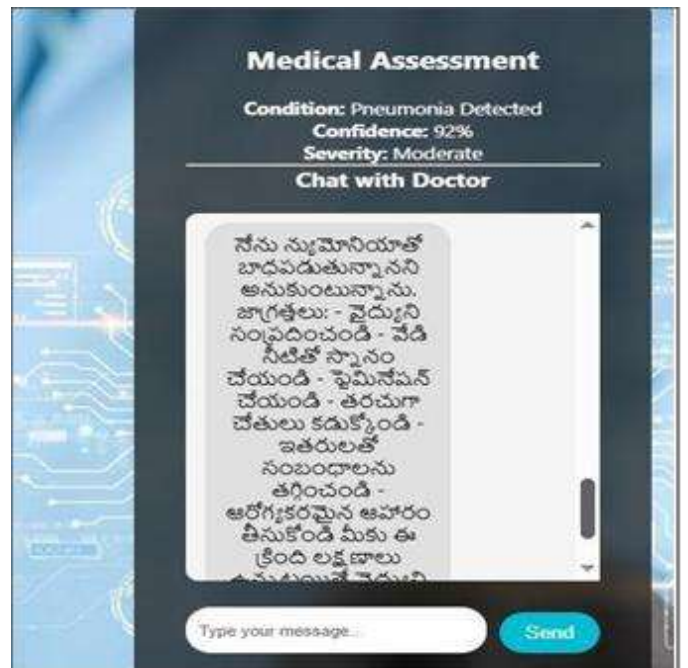 Medical Assessment
Condition: Pneumonia Detected
Confidence: 92%
Severity: Moderate
Chat with Doctor
నేను న్యుమోనియాతో
బాధపడుతున్నానని
అనుకుంటున్నాను.
జాగ్రత్తలు: - వైద్యుని
సంప్రదించండి - వేడి
నీటితో స్నానం
చేయండి - ఫైమినేషన్
చేయండి - తరచుగా
చేతులు కడుక్కోండి -
ఇతరులతో
సంబంధాలను
తగ్గించండి -
ఆరోగ్యకరమైన ఆహారం
తీసుకోండి మీకు ఈ
క్రింది లక్షణాలు
Type your message...
Send